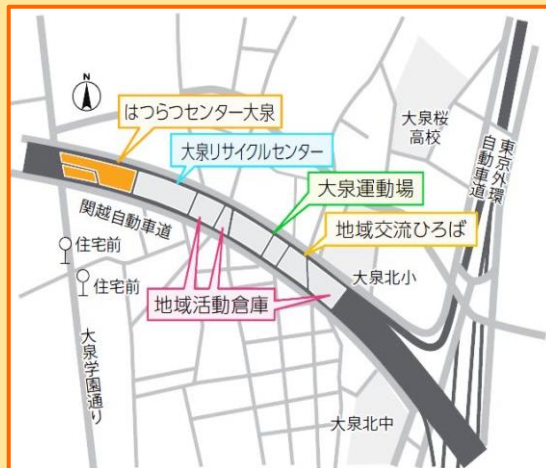 N
はつらつセンター大泉
大泉リサイクルセンター
大泉桜
高校
東京外環
自動車道
大泉運動場
地域交流ひろば
関越自動車道
住宅前
住宅前
大泉北小
地域活動倉庫
大泉学園通り
大泉北中